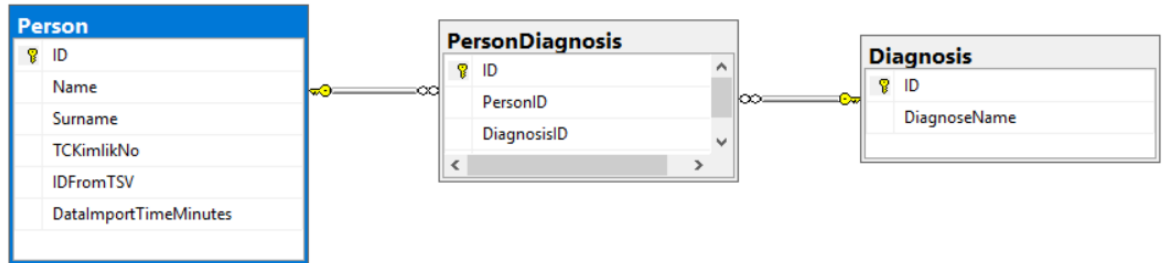 Person
ID
Name
Surname
TCKimlikNo
IDFromTSV
DataImportTimeMinutes
PersonDiagnosis
ID
PersonID
DiagnosisID
Diagnosis
ID
DiagnoseName